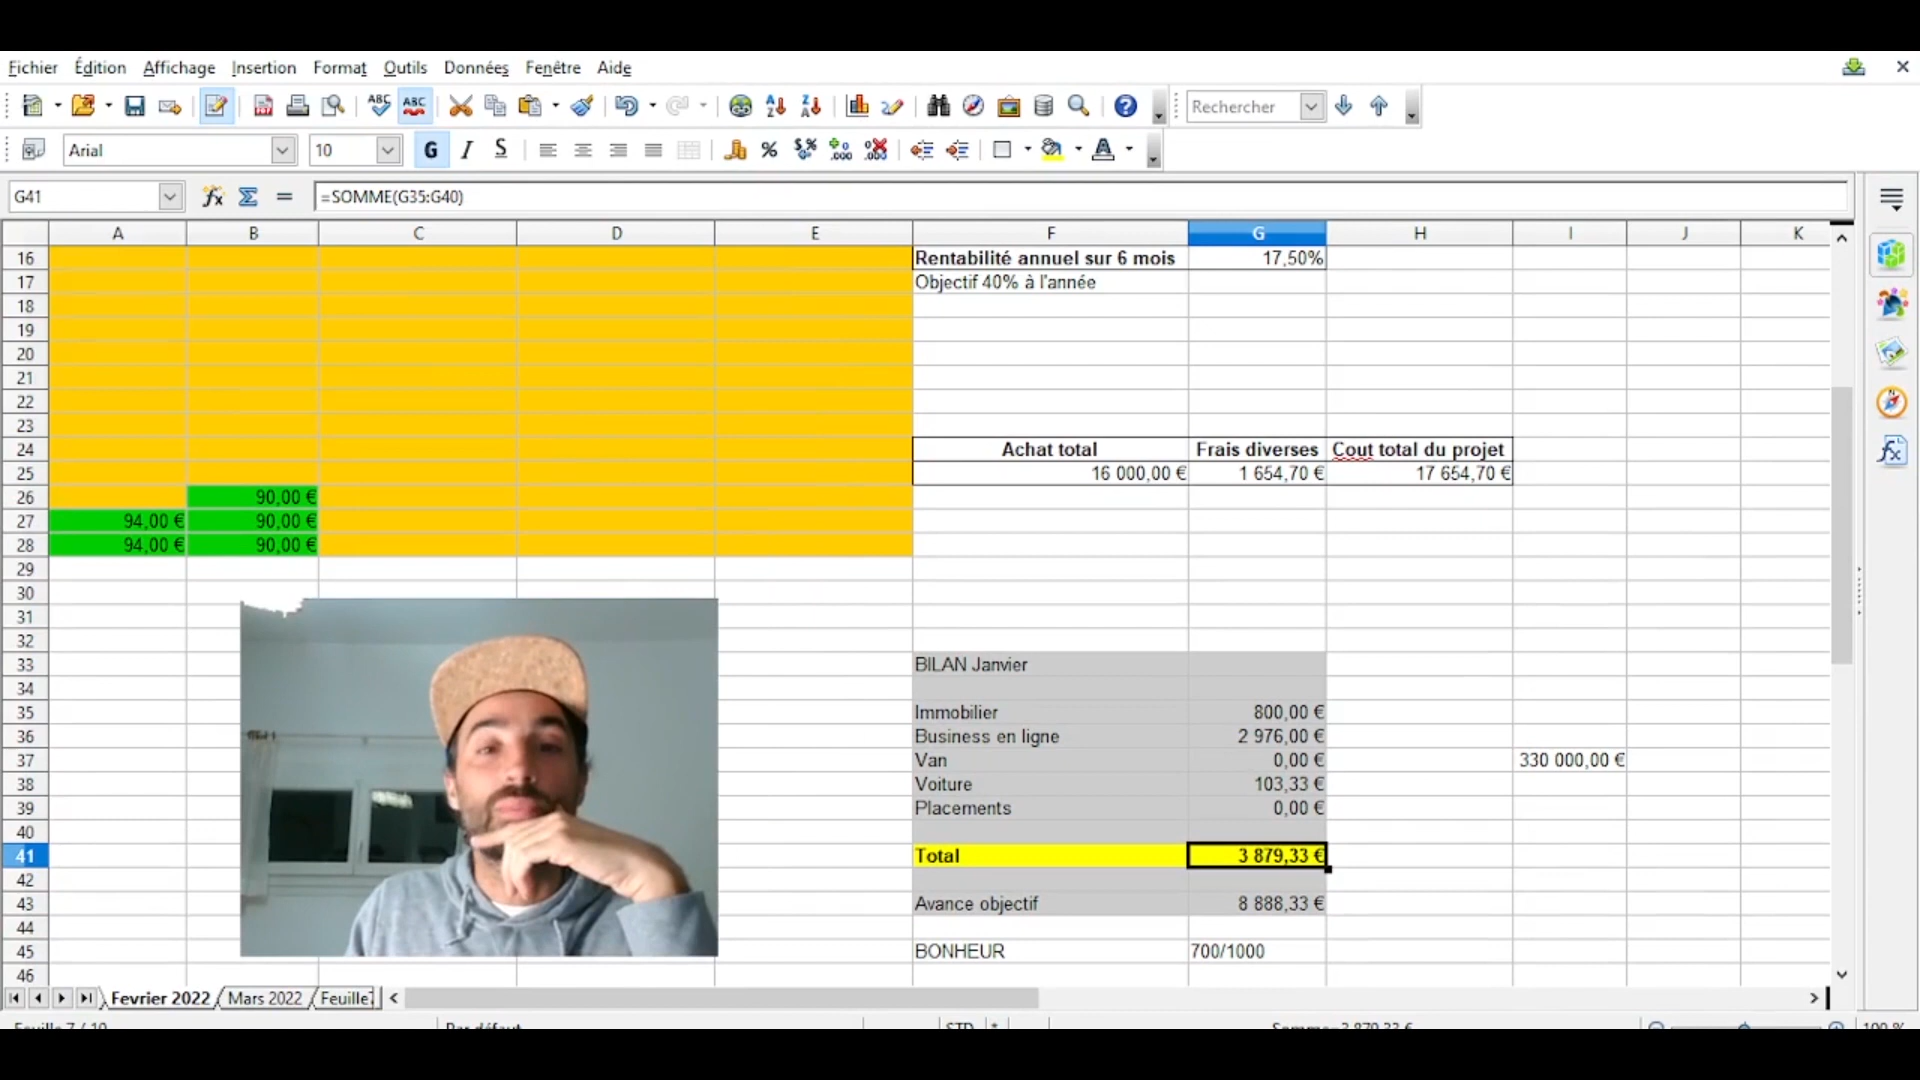 Fichier Édition Affichage Insertion Format Outils Données Fenêtre Aide
Rechercher
Arial 10 G I S
G41 =SOMME(G35:G40)
A B C D E F G H I J K
16 Rentabilité annuel sur 6 mois 17,50%
17 Objectif 40% à l'année
18
19
20
21
22
23
24 Achat total Frais diverses Cout total du projet
25 16 000,00 € 1 654,70 € 17 654,70 €
26 90,00 €
27 94,00 € 90,00 €
28 94,00 € 90,00 €
29
30
31
32
33 BILAN Janvier
34
35 Immobilier 800,00 €
36 Business en ligne 2 976,00 €
37 Van 0,00 € 330 000,00 €
38 Voiture 103,33 €
39 Placements 0,00 €
40
41 Total 3 879,33 €
42
43 Avance objectif 8 888,33 €
44
45 BONHEUR 700/1000
46
Fevrier 2022 Mars 2022 Feuille